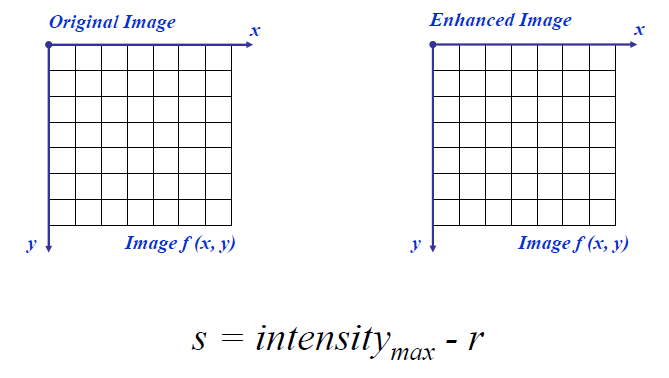 Original Image
Enhanced Image
x
x
y
Image f (x, y)
y
Image f (x, y)
s = intensity_max - r